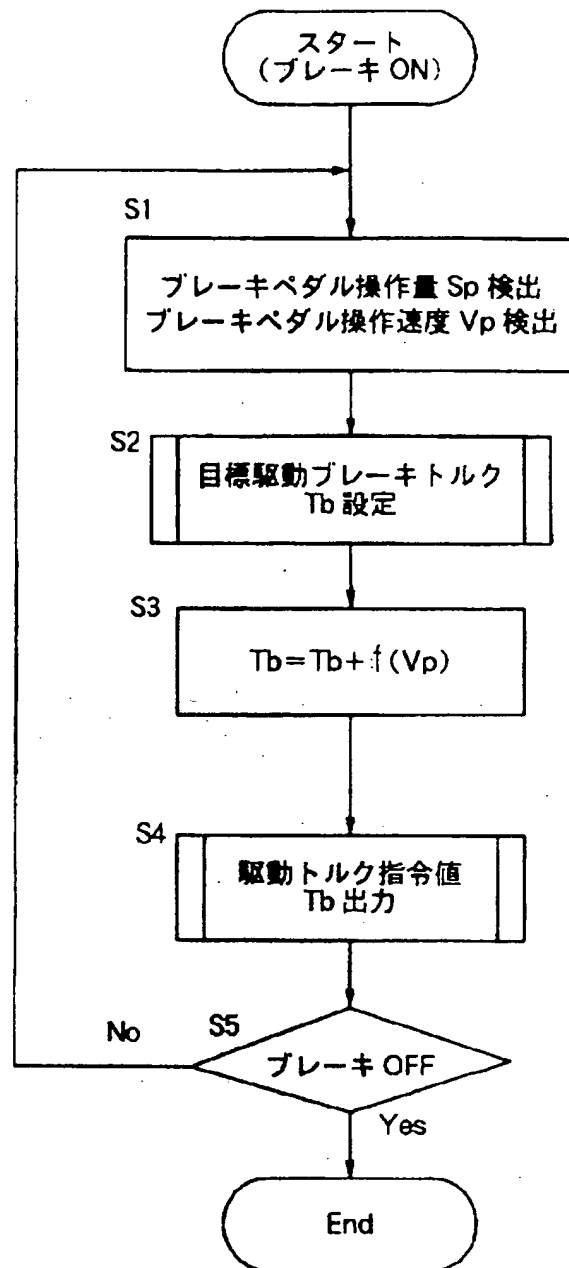 スタート
(ブレーキ ON)
S1
ブレーキペダル操作量 Sp 検出
ブレーキペダル操作速度 Vp 検出
S2
目標駆動ブレーキトルク
Tb 設定
S3
Tb=Tb+f(Vp)
S4
駆動トルク指令値
Tb 出力
No
S5
ブレーキ OFF
Yes
End